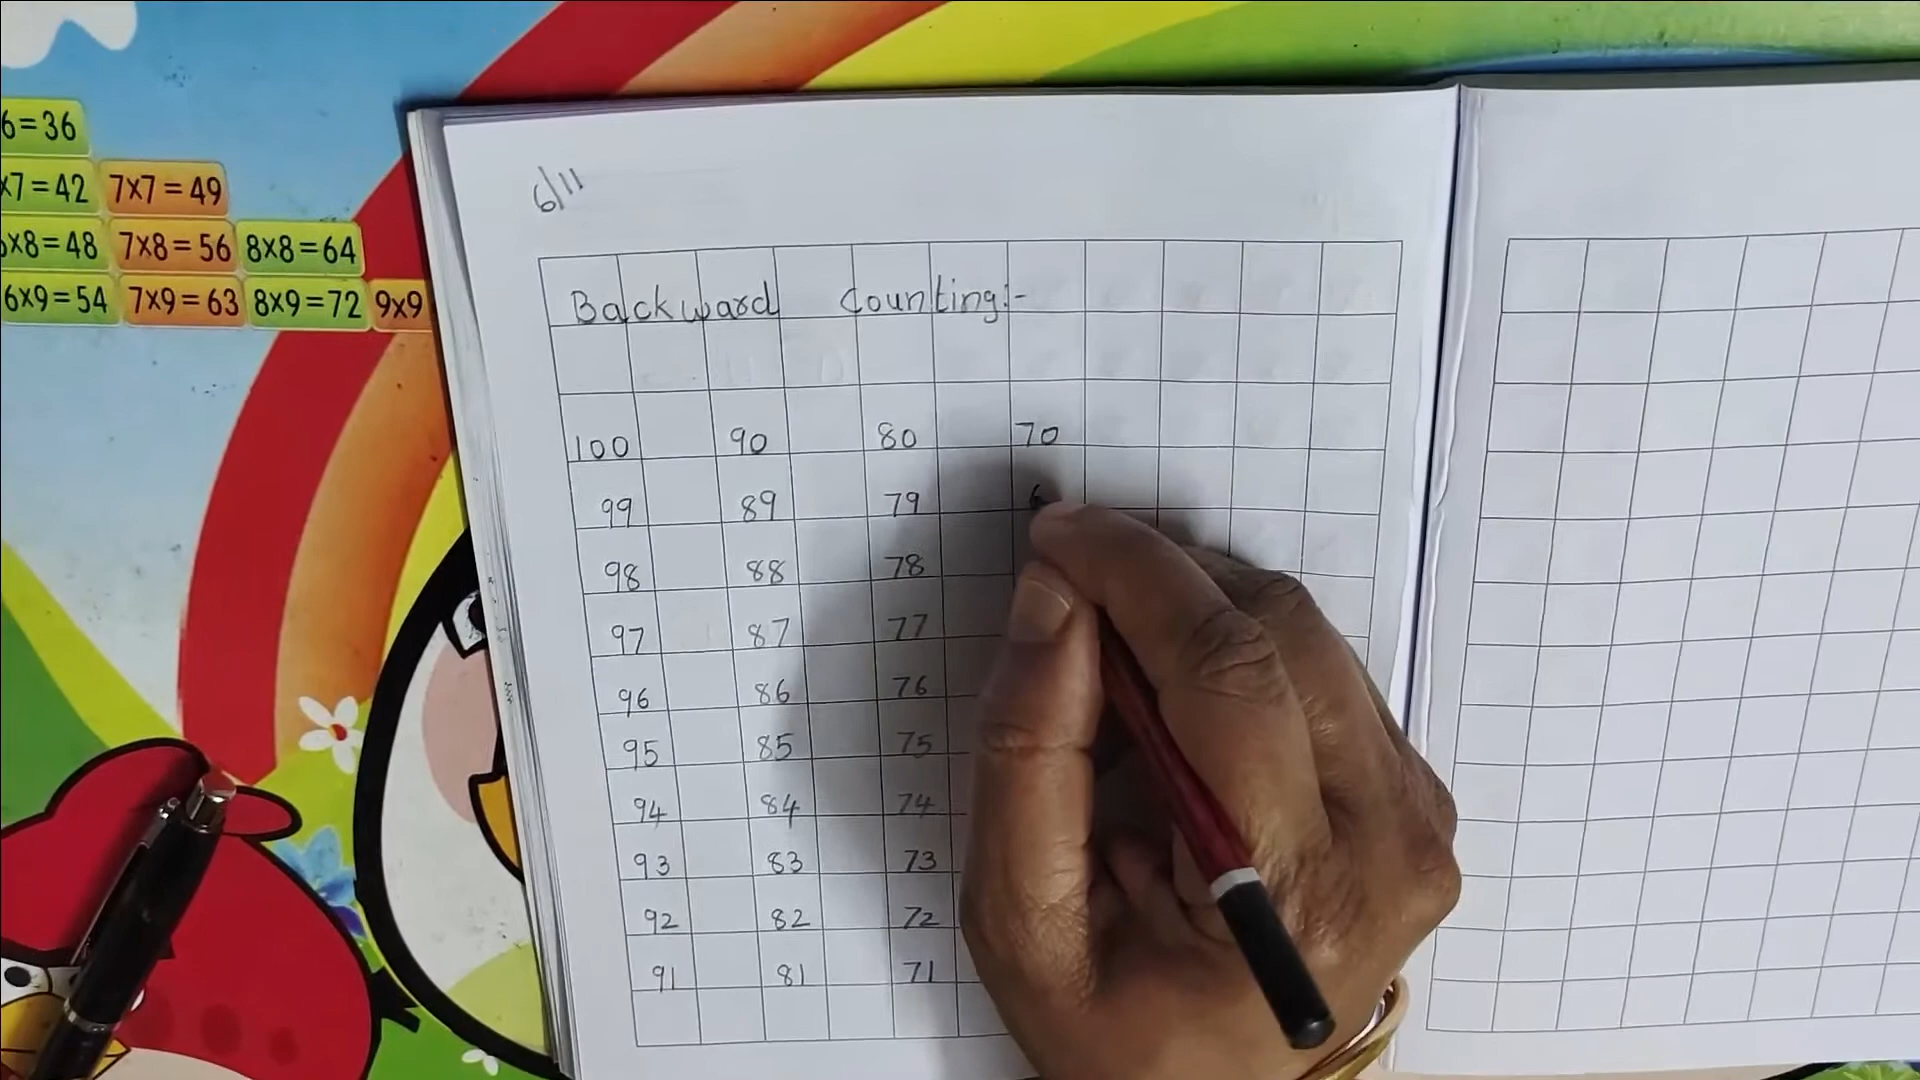 6=36
x7=42 7x7=49
x8=48 7x8=56 8x8=64
6x9=54 7x9=63 8x9=72 9x9
6/11
Backward Counting:-
100 90 80 70
99 89 79 6
98 88 78
97 87 77
96 86 76
95 85 75
94 84 74
93 83 73
92 82 72
91 81 71